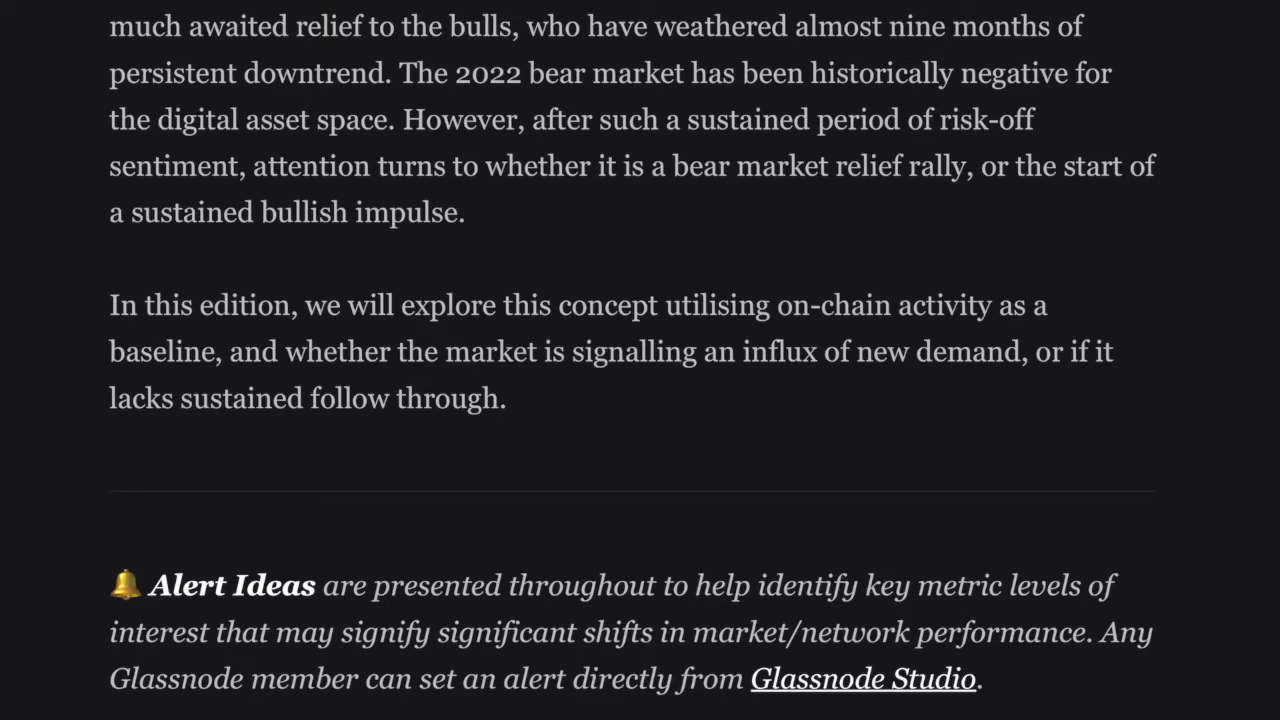 much awaited relief to the bulls, who have weathered almost nine months of
persistent downtrend. The 2022 bear market has been historically negative for
the digital asset space. However, after such a sustained period of risk-off
sentiment, attention turns to whether it is a bear market relief rally, or the start of
a sustained bullish impulse.
In this edition, we will explore this concept utilising on-chain activity as a
baseline, and whether the market is signalling an influx of new demand, or if it
lacks sustained follow through.
🔔 Alert Ideas are presented throughout to help identify key metric levels of
interest that may signify significant shifts in market/network performance. Any
Glassnode member can set an alert directly from Glassnode Studio.